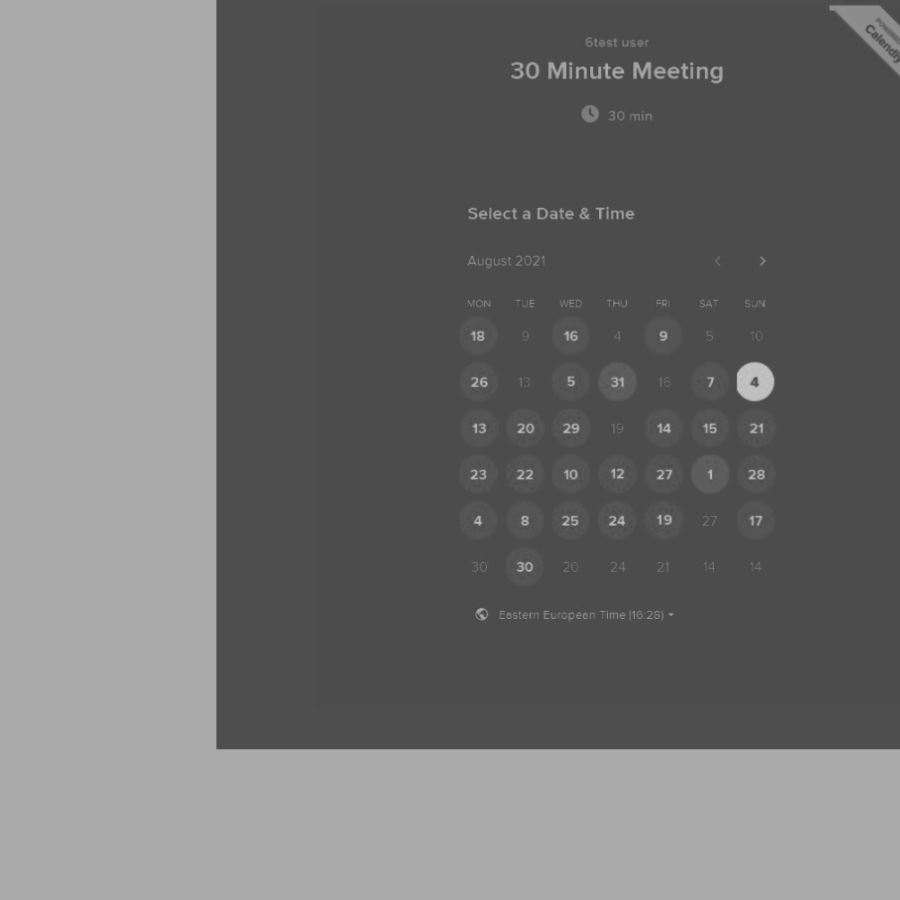 6test user
POWERED
Calendly
30 Minute Meeting
30 min
Select a Date & Time
August 2021
MON TUE WED THU FRI SAT SUN
18 9 16 4 9 5 10
26 13 5 31 16 7 4
13 20 29 19 14 15 21
23 22 10 12 27 1 28
4 8 25 24 19 27 17
30 30 20 24 21 14 14
Eastern European Time (16:28)